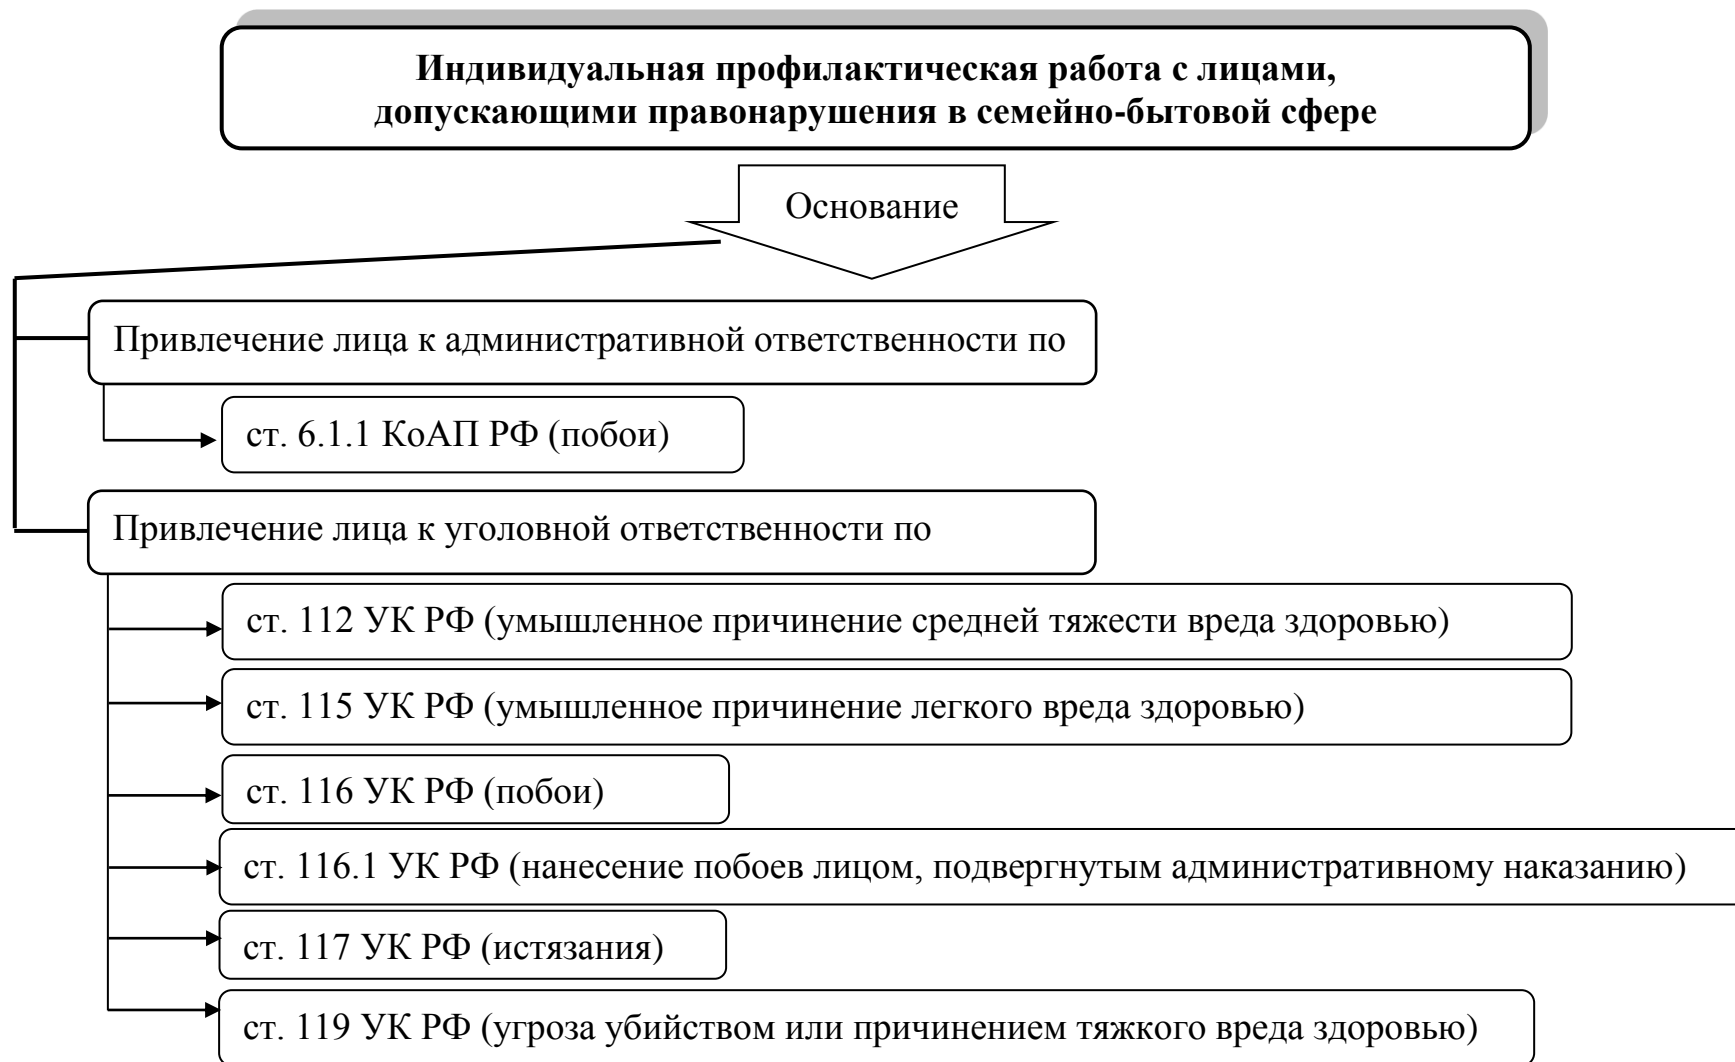 Индивидуальная профилактическая работа с лицами,
допускающими правонарушения в семейно-бытовой сфере
Основание
Привлечение лица к административной ответственности по
ст. 6.1.1 КоАП РФ (побои)
Привлечение лица к уголовной ответственности по
ст. 112 УК РФ (умышленное причинение средней тяжести вреда здоровью)
ст. 115 УК РФ (умышленное причинение легкого вреда здоровью)
ст. 116 УК РФ (побои)
ст. 116.1 УК РФ (нанесение побоев лицом, подвергнутым административному наказанию)
ст. 117 УК РФ (истязания)
ст. 119 УК РФ (угроза убийством или причинением тяжкого вреда здоровью)